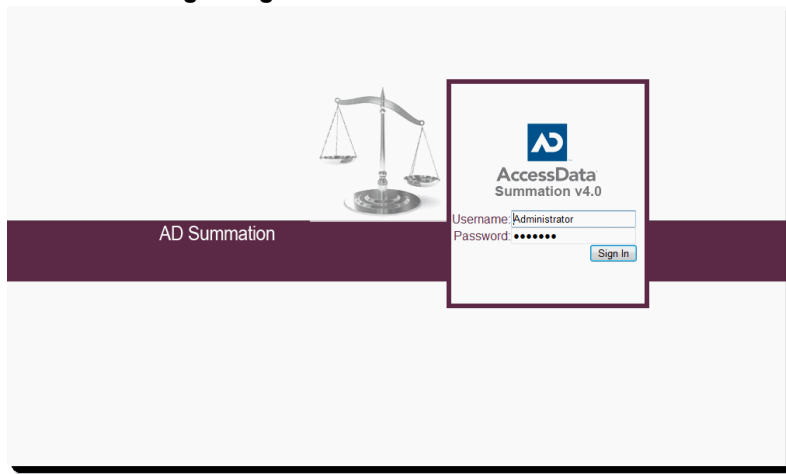 AccessData
Summation v4.0
Username: Administrator
AD Summation
Password: •••••••
Sign In